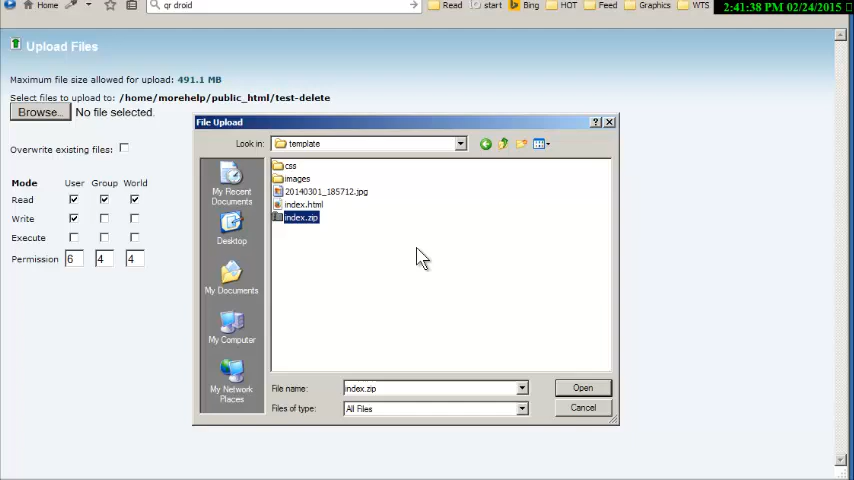 Home
qr droid
Read
start
Bing
HOT
Feed
Graphics
WTS
2:41:38 PM 02/24/2015
Upload Files
Maximum file size allowed for upload: 491.1 MB
Select files to upload to: /home/morehelp/public_html/test-delete
Browse... No file selected.
Overwrite existing files:
Mode User Group World
Read
Write
Execute
Permission 6 4 4
File Upload
Look in: template
My Recent
Documents
Desktop
My Documents
My Computer
My Network
Places
css
images
20140301_185712.jpg
index.html
index.zip
File name: index.zip Open
Files of type: All Files Cancel